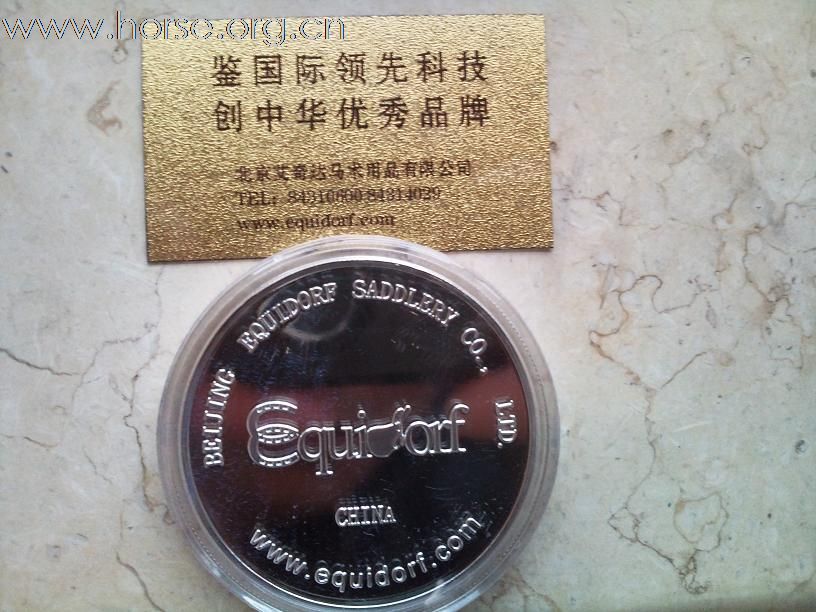 www.horse.org.cn
鉴国际领先科技
创中华优秀品牌
北京艾奎达马术用品有限公司
TEL: 84310600 84314029
www.equidorf.com
BEIJING EQUIDORF SADDLERY CO., LTD.
Equidorf
CHINA
www.equidorf.com